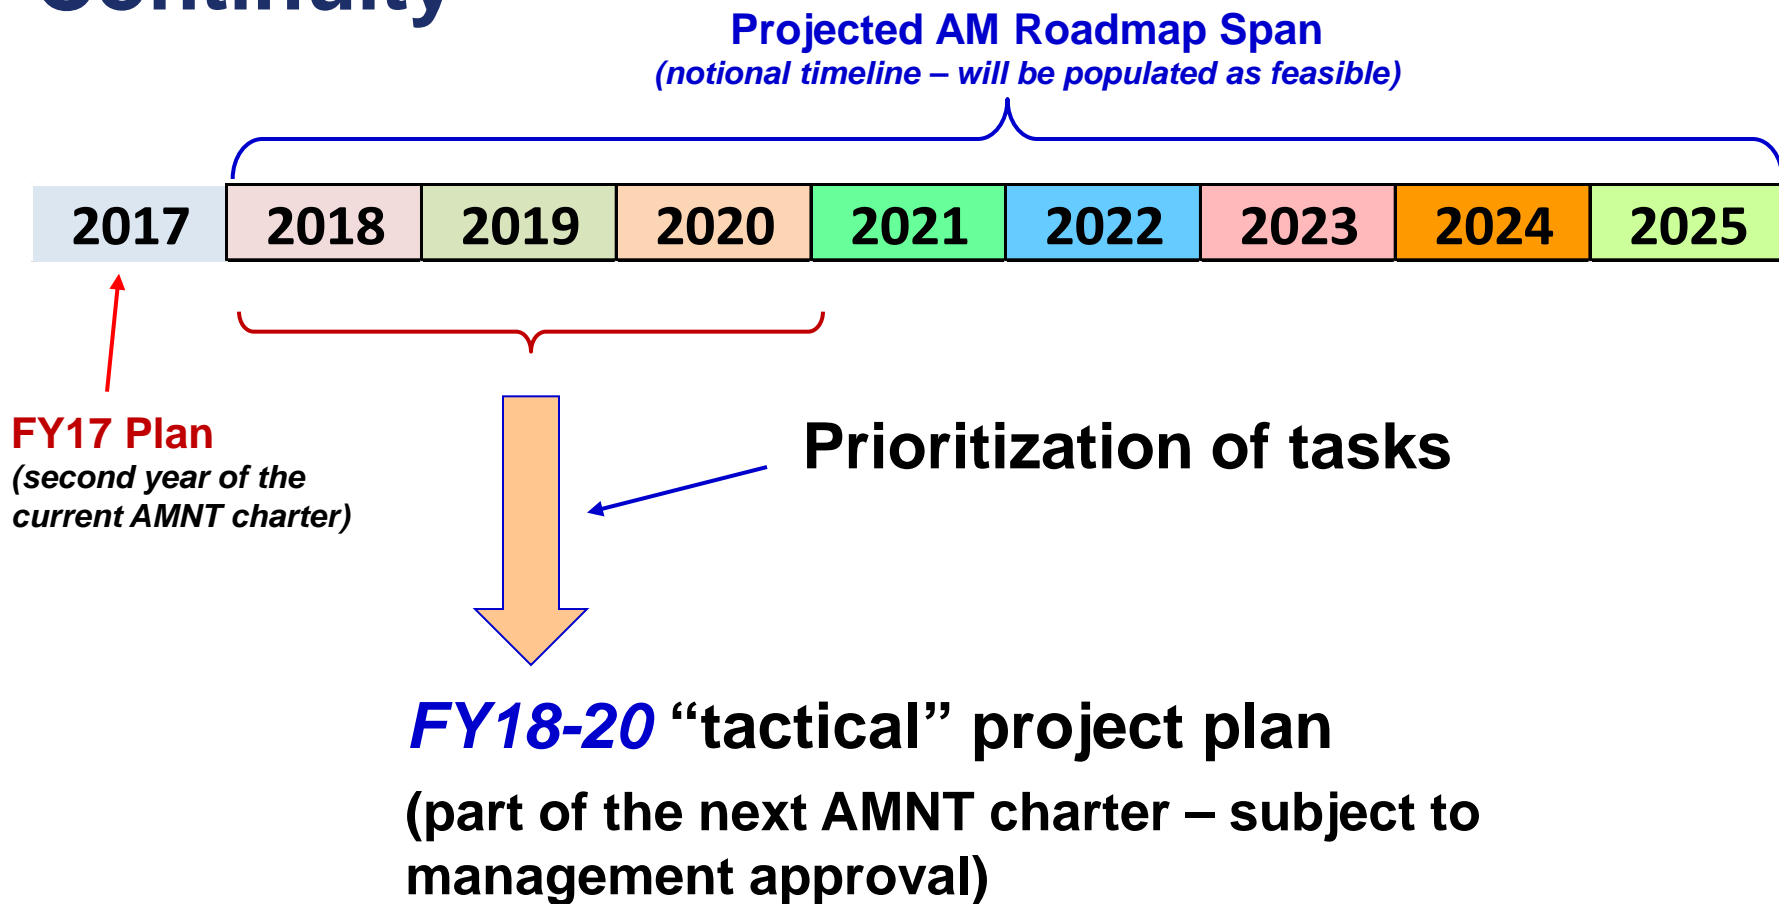 Continuity
Projected AM Roadmap Span
(notional timeline – will be populated as feasible)
2017 2018 2019 2020 2021 2022 2023 2024 2025
FY17 Plan
(second year of the
current AMNT charter)
Prioritization of tasks
FY18-20 “tactical” project plan
(part of the next AMNT charter – subject to
management approval)